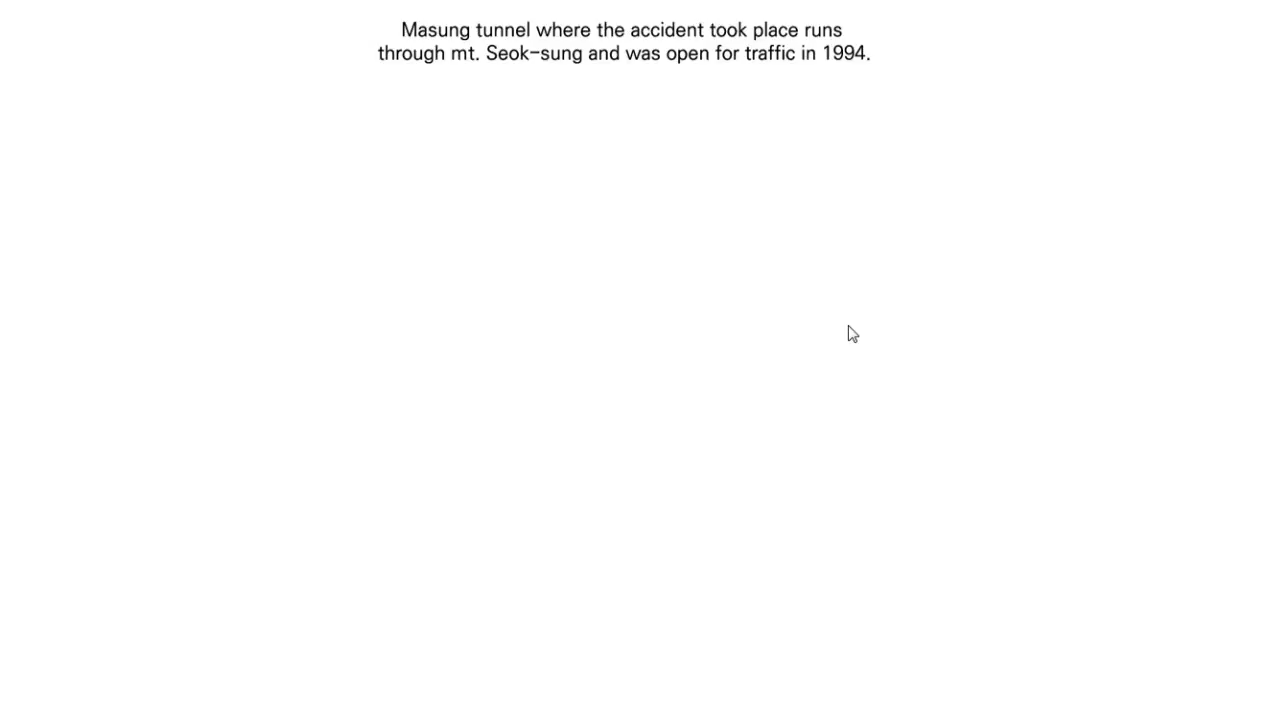 Masung tunnel where the accident took place runs
through mt. Seok-sung and was open for traffic in 1994.